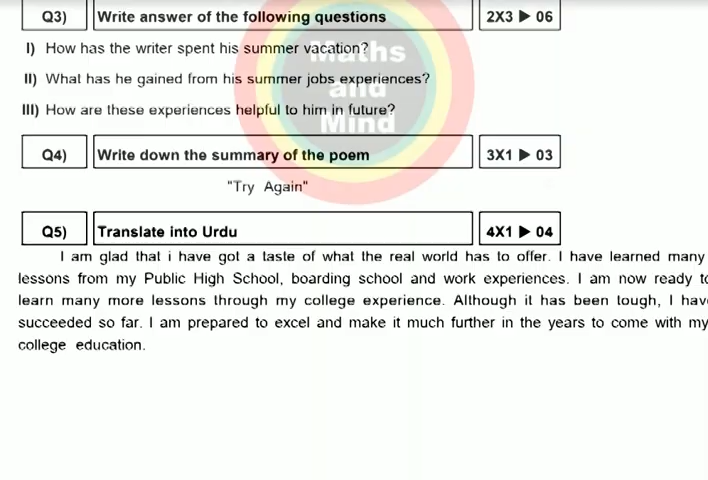 Q3) Write answer of the following questions 2X3 ▶ 06
I) How has the writer spent his summer vacation?
II) What has he gained from his summer jobs experiences?
III) How are these experiences helpful to him in future?
Maths
and
Mind
Q4) Write down the summary of the poem 3X1 ▶ 03
"Try Again"
Q5) Translate into Urdu 4X1 ▶ 04
I am glad that i have got a taste of what the real world has to offer. I have learned many
lessons from my Public High School, boarding school and work experiences. I am now ready
learn many more lessons through my college experience. Although it has been tough, I
succeeded so far. I am prepared to excel and make it much further in the years to come with my
college education.